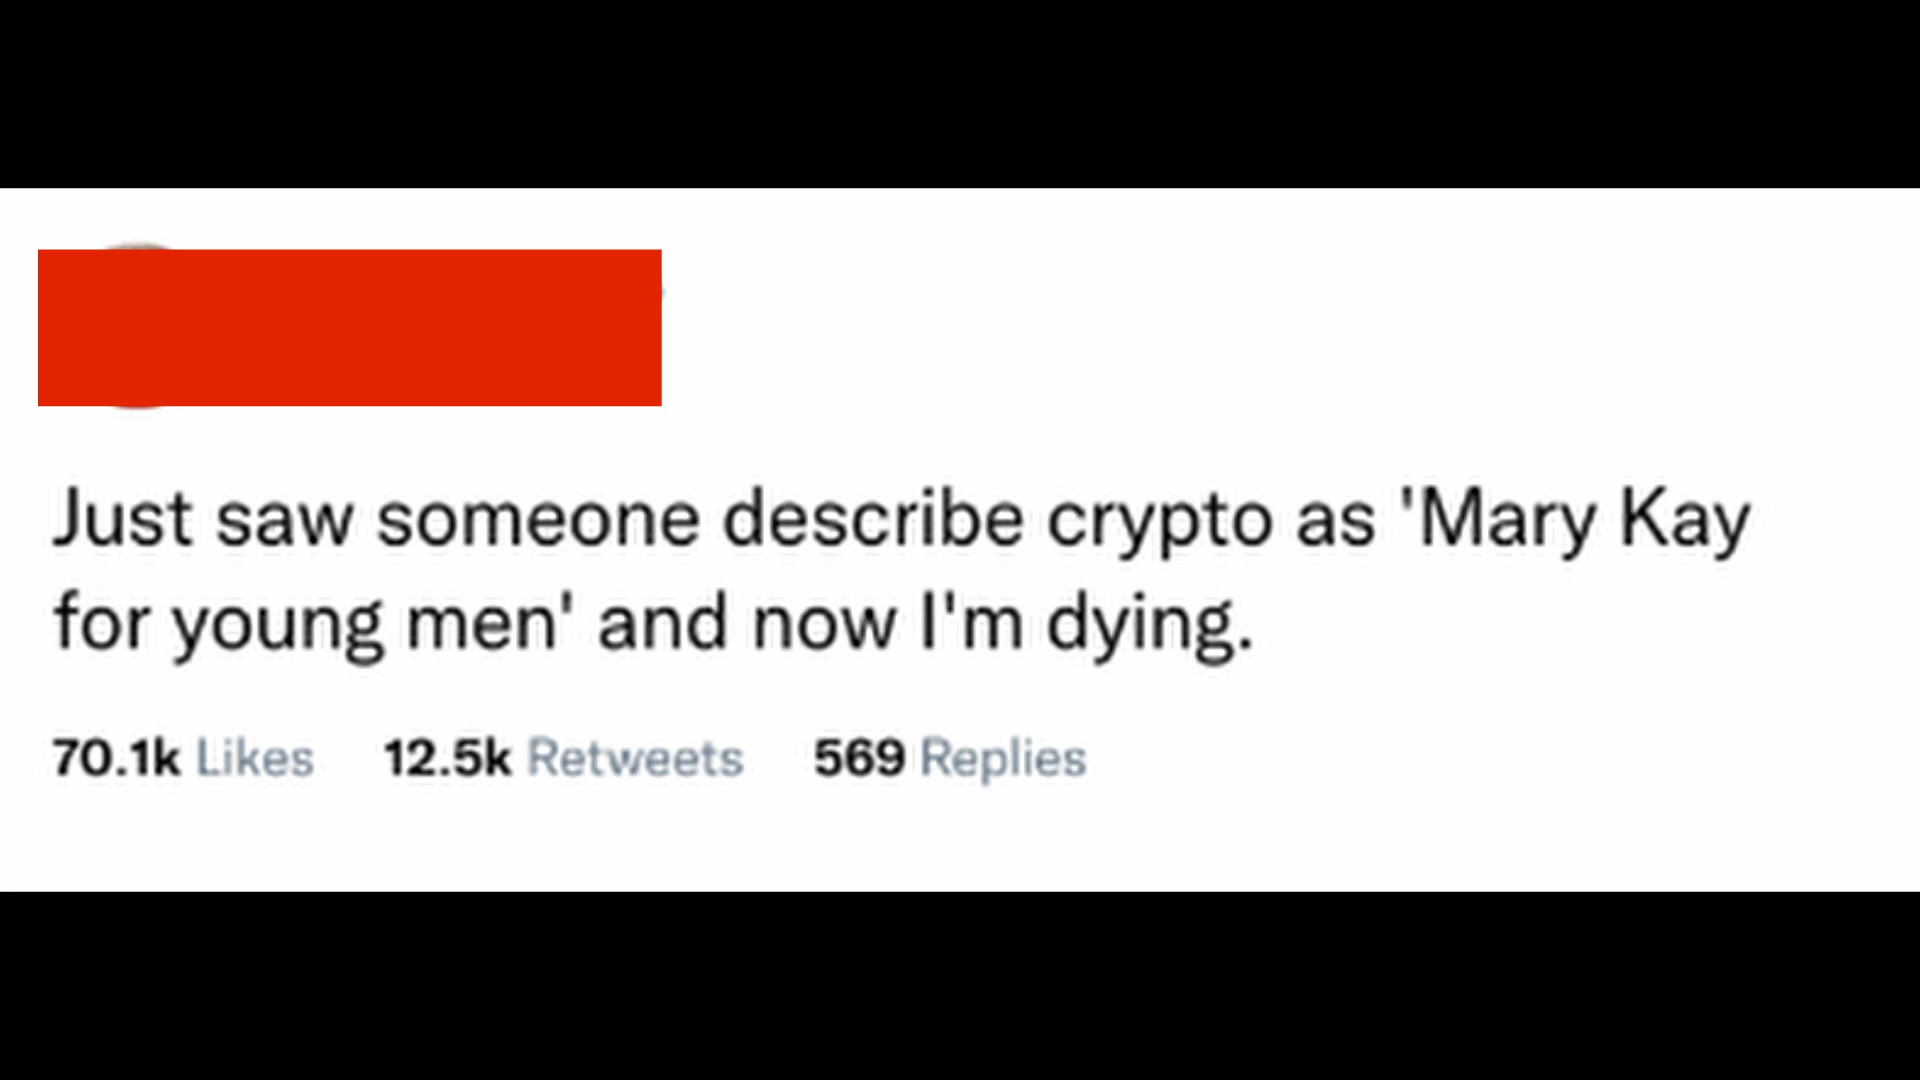 Just saw someone describe crypto as 'Mary Kay
for young men' and now I'm dying.
70.1k Likes 12.5k Retweets 569 Replies